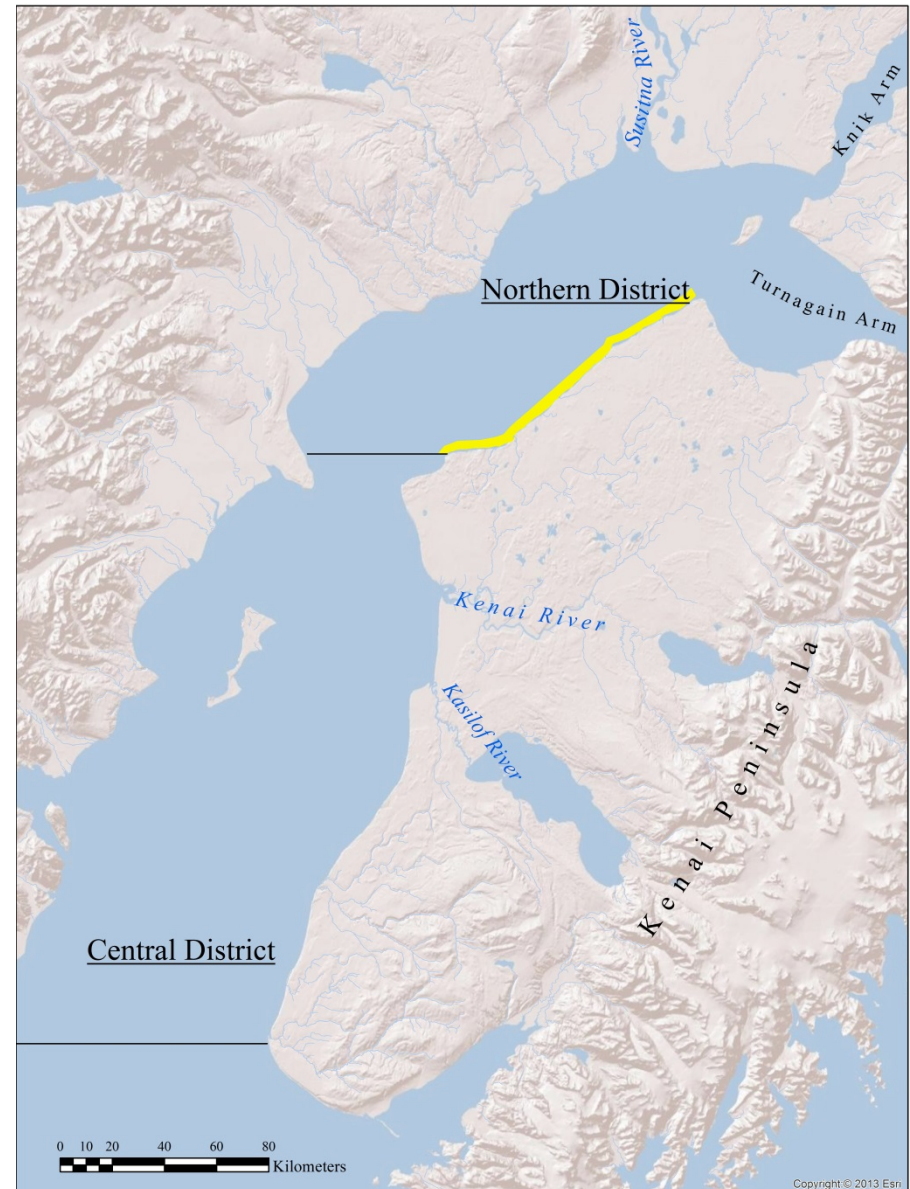 Susitna River
Knik Arm
Northern District
Turnagain Arm
Kenai River
Kasilof River
Kenai Peninsula
Central District
0 10 20 40 60 80
Kilometers
Copyright:© 2013 Esri